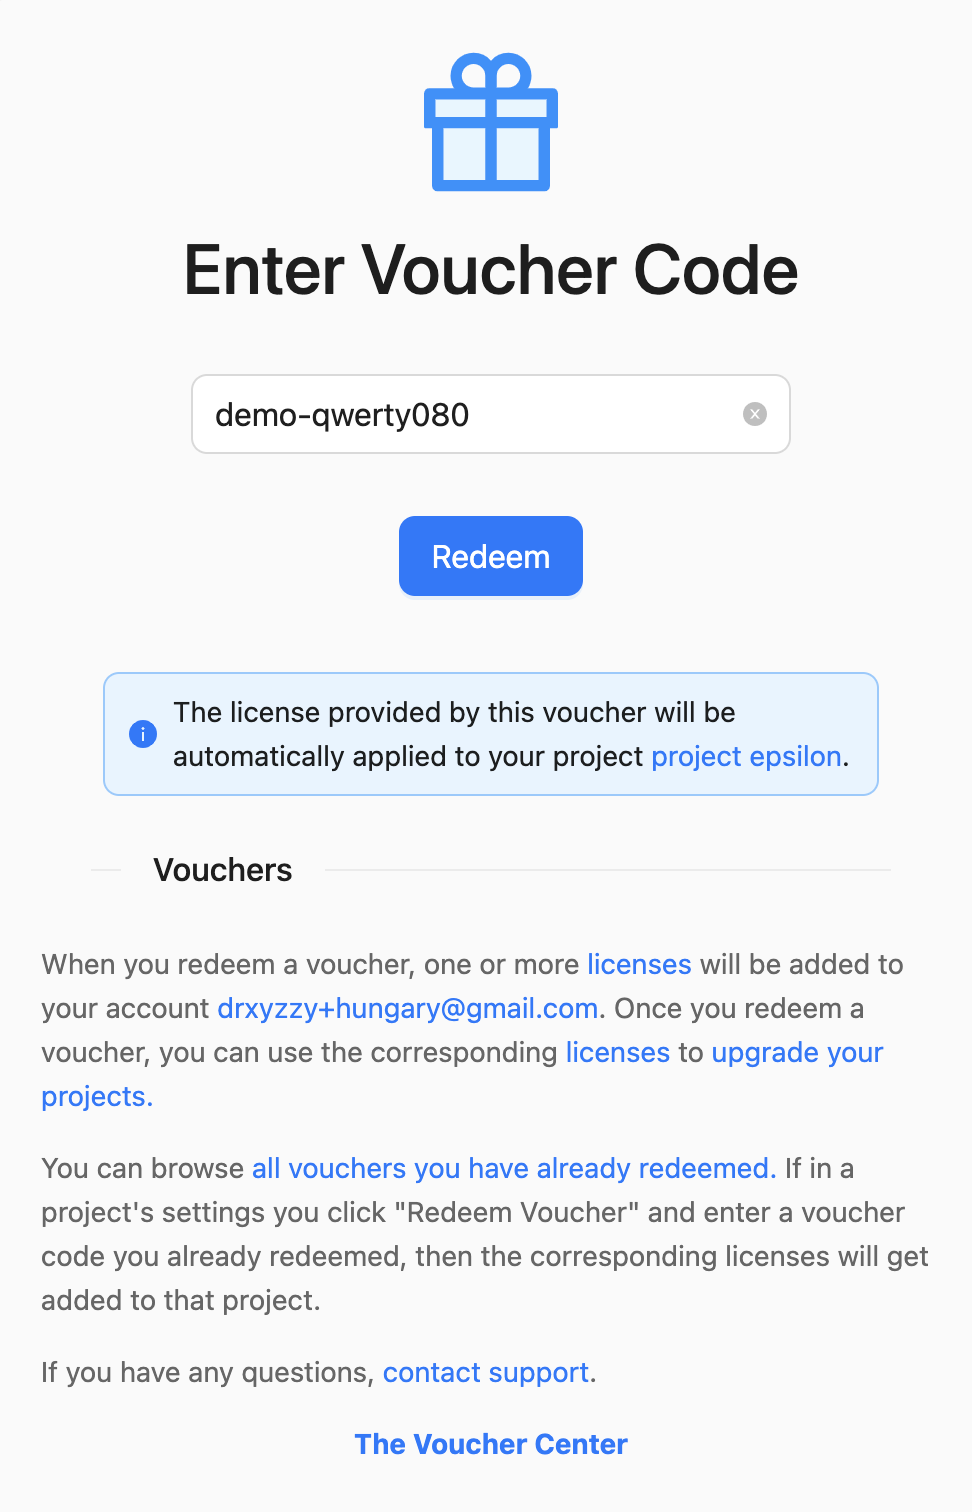 Enter Voucher Code
demo-qwerty080
Redeem
The license provided by this voucher will be
automatically applied to your project project epsilon.
Vouchers
When you redeem a voucher, one or more licenses will be added to
your account drxyzzy+hungary@gmail.com. Once you redeem a
voucher, you can use the corresponding licenses to upgrade your
projects.
You can browse all vouchers you have already redeemed. If in a
project's settings you click "Redeem Voucher" and enter a voucher
code you already redeemed, then the corresponding licenses will get
added to that project.
If you have any questions, contact support.
The Voucher Center